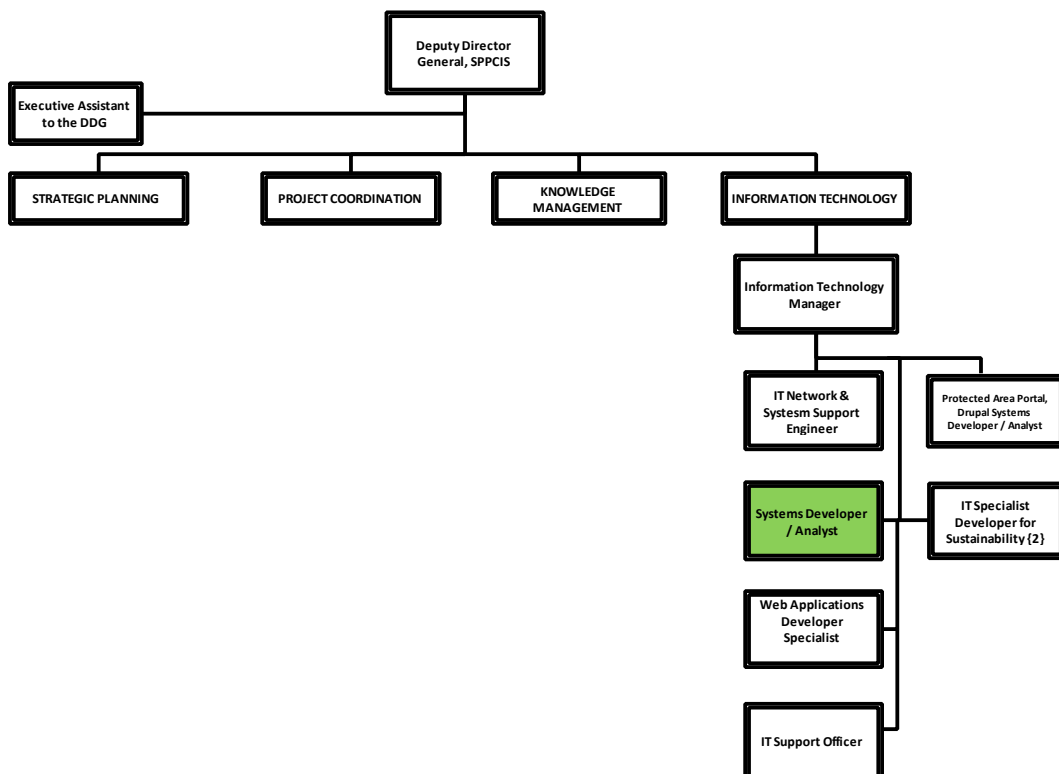 Deputy Director
General, SPPCIS
Executive Assistant
to the DDG
STRATEGIC PLANNING
PROJECT COORDINATION
KNOWLEDGE
MANAGEMENT
INFORMATION TECHNOLOGY
Information Technology
Manager
IT Network &
Systesm Support
Engineer
Protected Area Portal,
Drupal Systems
Developer / Analyst
Systems Developer
/ Analyst
IT Specialist
Developer for
Sustainability {2}
Web Applications
Developer
Specialist
IT Support Officer